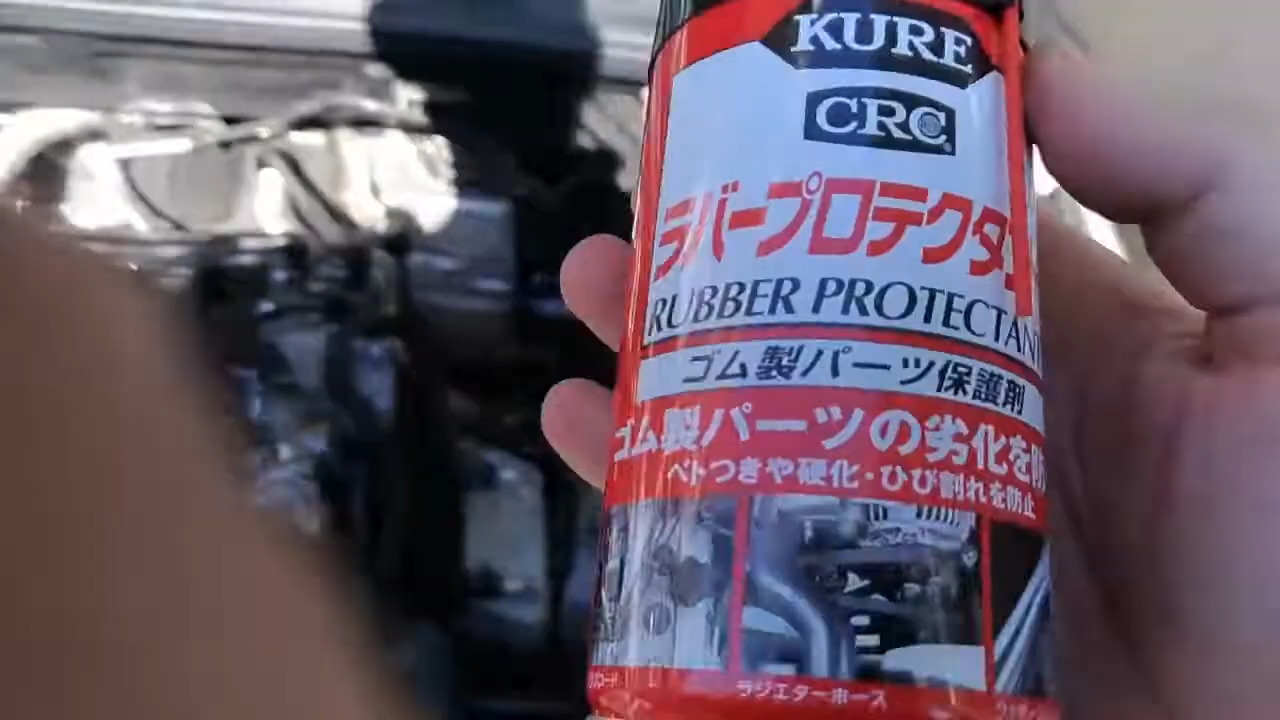 KURE
CRC
ラバープロテクタ
RUBBER PROTECTAN
ゴム製パーツ保護剤
ゴム製パーツの劣化を防
ベトつきや硬化・ひび割れを防止
ラジエターホース